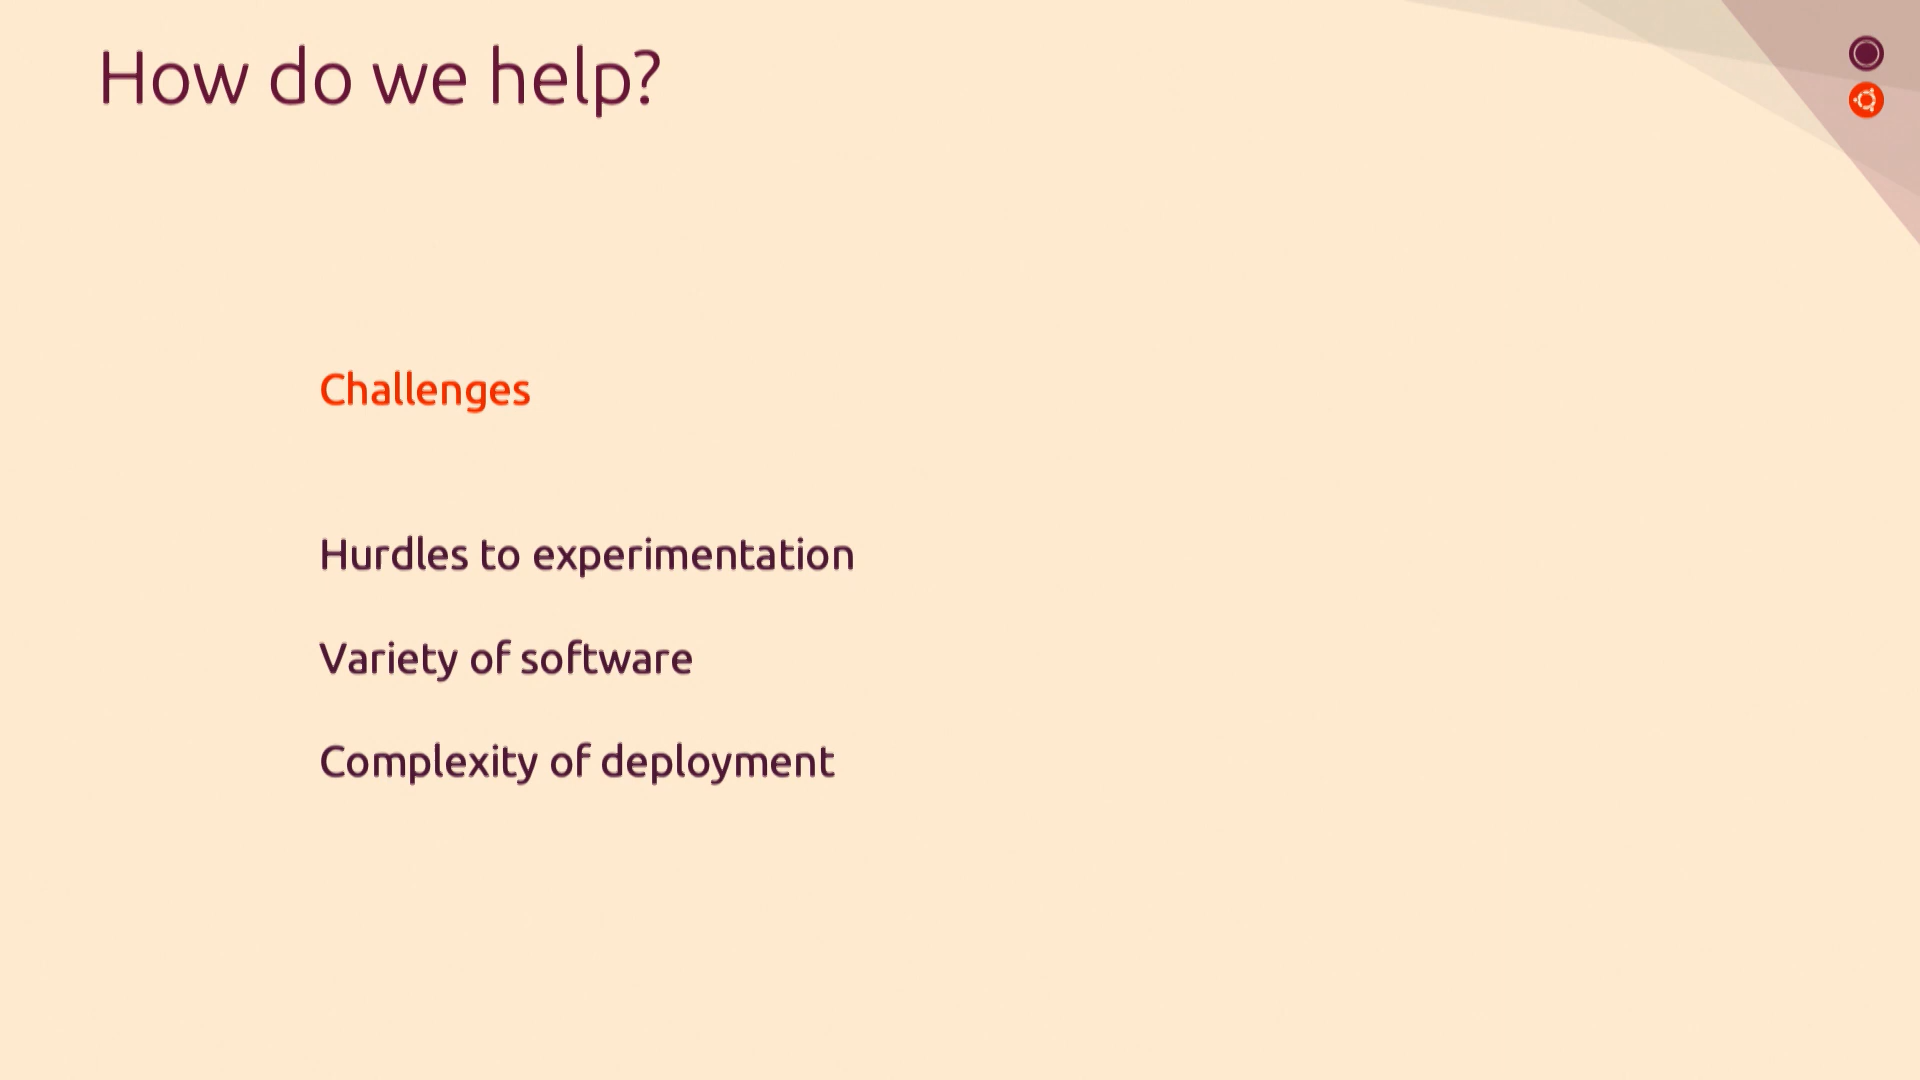 How do we help?
Challenges
Hurdles to experimentation
Variety of software
Complexity of deployment